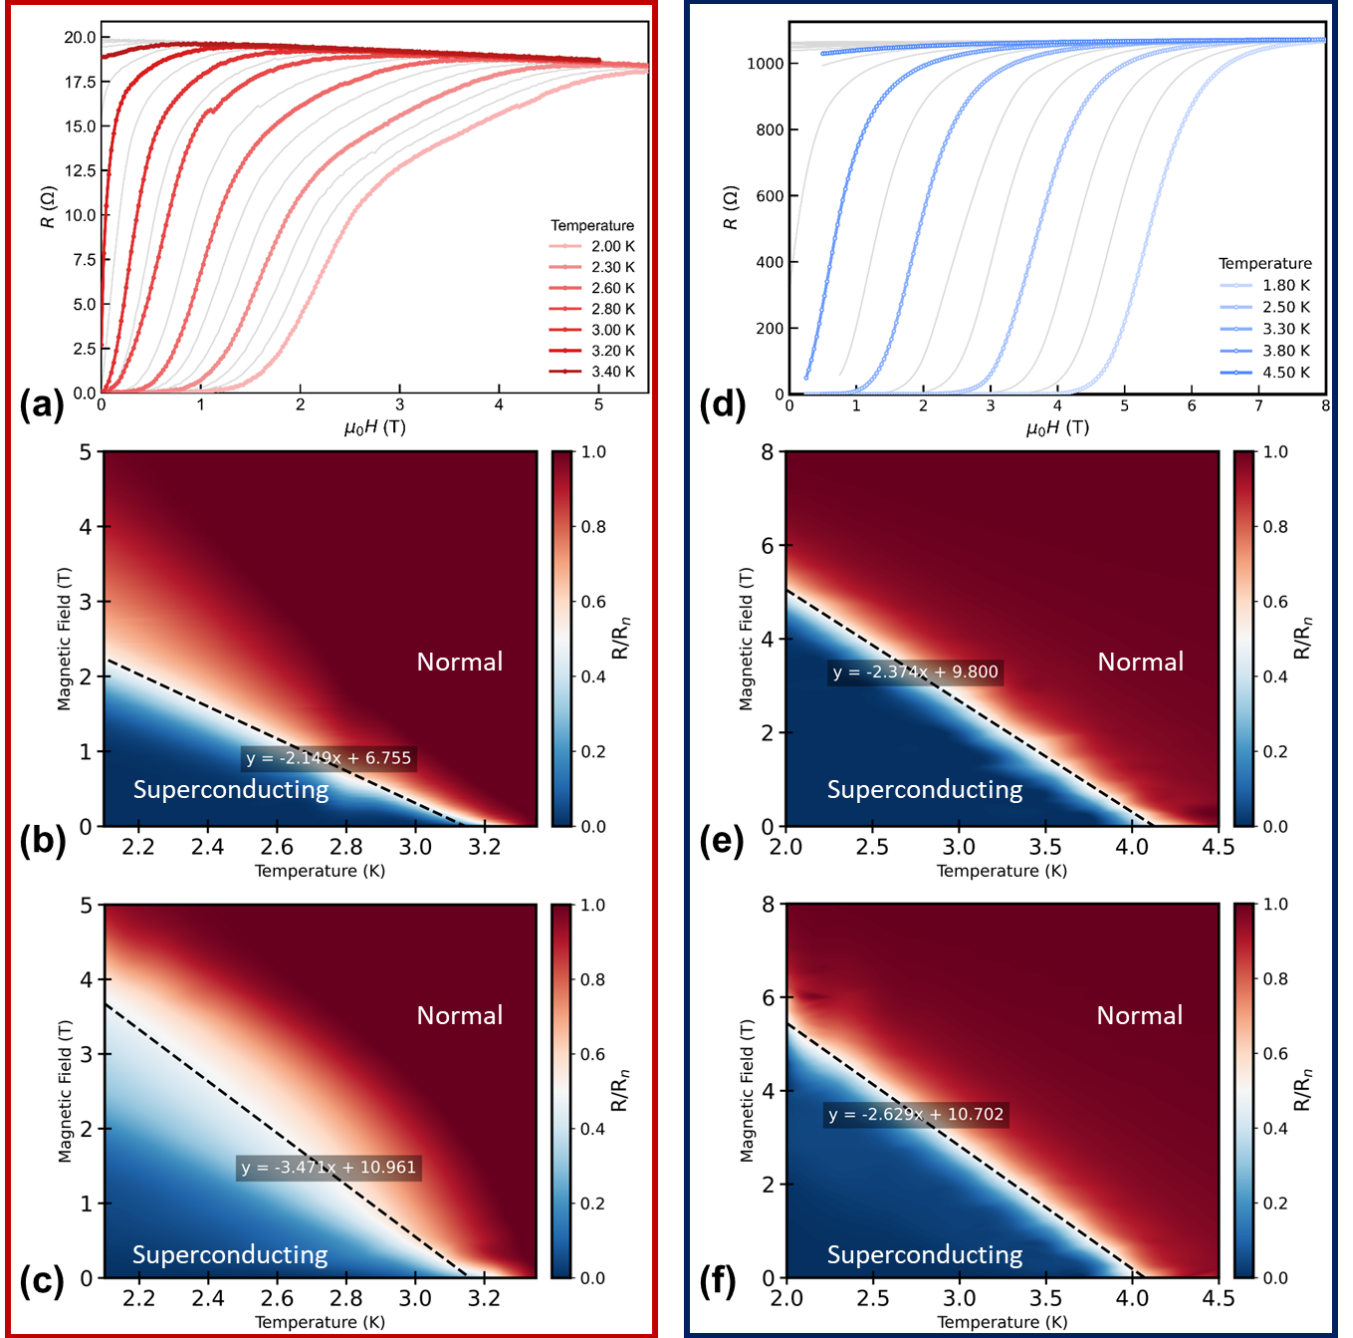 20.0
17.5
15.0
12.5
10.0
7.5
5.0
2.5
0.0
R (Ω)
Temperature
2.00 K
2.30 K
2.60 K
2.80 K
3.00 K
3.20 K
3.40 K
0 1 2 3 4 5
μ₀H (T)
(a)
5
4
3
2
1
0
Magnetic Field (T)
Normal
y = -2.149x + 6.755
Superconducting
2.2 2.4 2.6 2.8 3.0 3.2
Temperature (K)
1.0
0.8
0.6
0.4
0.2
0.0
R/Rₙ
(b)
5
4
3
2
1
0
Magnetic Field (T)
Normal
y = -3.471x + 10.961
Superconducting
2.2 2.4 2.6 2.8 3.0 3.2
Temperature (K)
1.0
0.8
0.6
0.4
0.2
0.0
R/Rₙ
(c)
1000
800
600
400
200
0
R (Ω)
Temperature
1.80 K
2.50 K
3.30 K
3.80 K
4.50 K
0 1 2 3 4 5 6 7 8
μ₀H (T)
(d)
8
6
4
2
0
Magnetic Field (T)
Normal
y = -2.374x + 9.800
Superconducting
2.0 2.5 3.0 3.5 4.0 4.5
Temperature (K)
1.0
0.8
0.6
0.4
0.2
0.0
R/Rₙ
(e)
8
6
4
2
0
Magnetic Field (T)
Normal
y = -2.629x + 10.702
Superconducting
2.0 2.5 3.0 3.5 4.0 4.5
Temperature (K)
1.0
0.8
0.6
0.4
0.2
0.0
R/Rₙ
(f)